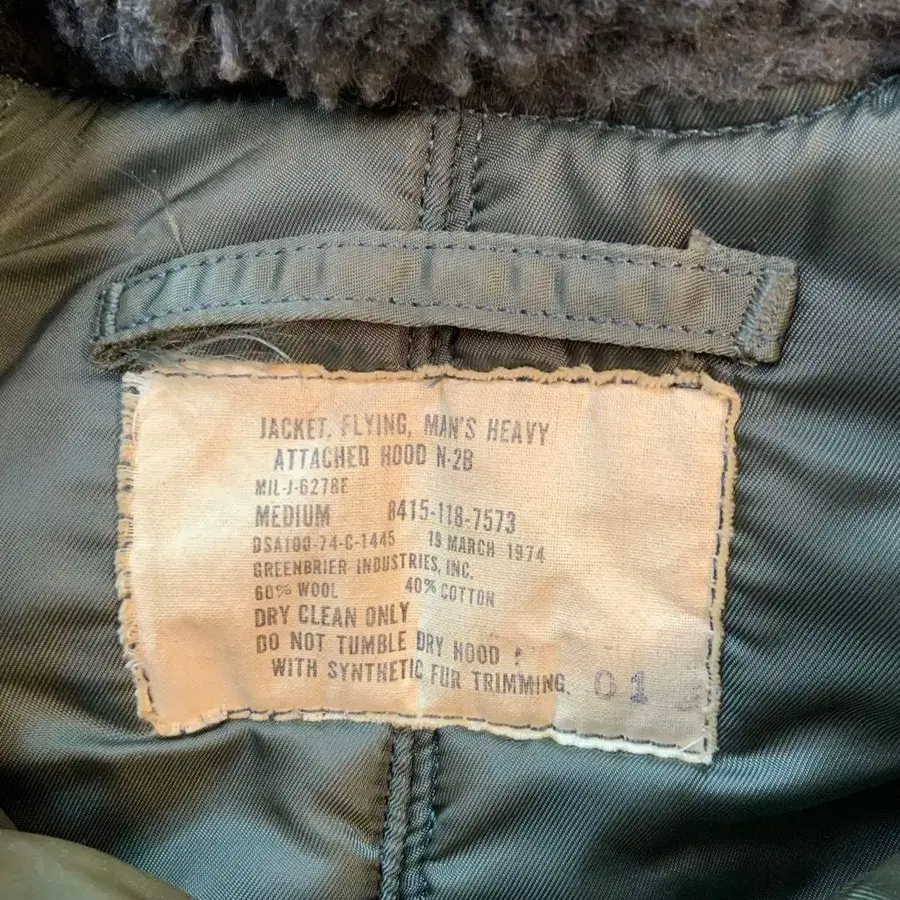 JACKET, FLYING, MAN'S HEAVY
ATTACHED HOOD N-2B
MIL-J-6278E
MEDIUM 8415-118-7573
DSA100-74-C-1445 19 MARCH 1974
GREENBRIER INDUSTRIES, INC.
60% WOOL 40% COTTON
DRY CLEAN ONLY
DO NOT TUMBLE DRY HOOD
WITH SYNTHETIC FUR TRIMMING.
01